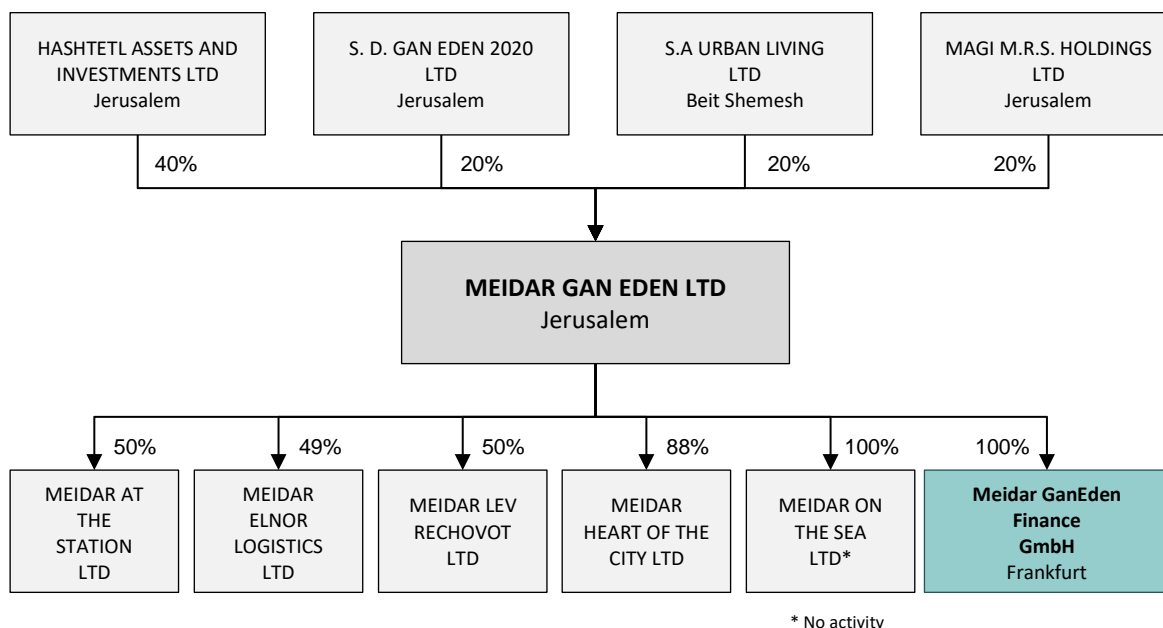 HASHTETL ASSETS AND
INVESTMENTS LTD
Jerusalem
S. D. GAN EDEN 2020
LTD
Jerusalem
S.A URBAN LIVING
LTD
Beit Shemesh
MAGI M.R.S. HOLDINGS
LTD
Jerusalem
40%
20%
20%
20%
MEIDAR GAN EDEN LTD
Jerusalem
50%
49%
50%
88%
100%
100%
MEIDAR AT
THE
STATION
LTD
MEIDAR
ELNOR
LOGISTICS
LTD
MEIDAR LEV
RECHOVOT
LTD
MEIDAR
HEART OF THE
CITY LTD
MEIDAR ON
THE SEA
LTD*
Meidar GanEden
Finance
GmbH
Frankfurt
* No activity